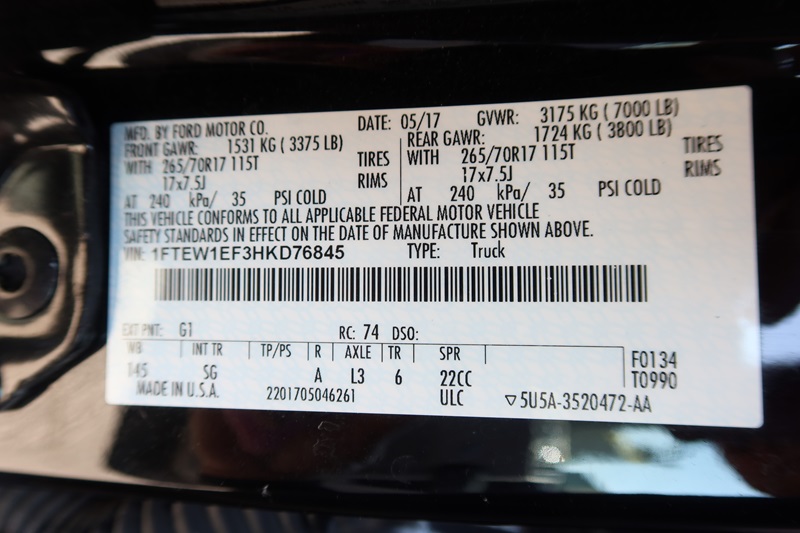 MFD. BY FORD MOTOR CO. DATE: 05/17 GVWR: 3175 KG ( 7000 LB)
FRONT GAWR: 1531 KG ( 3375 LB) REAR GAWR: 1724 KG ( 3800 LB)
WITH 265/70R17 115T TIRES WITH 265/70R17 115T TIRES
17x7.5J RIMS 17x7.5J RIMS
AT 240 kPa/ 35 PSI COLD AT 240 kPa/ 35 PSI COLD
THIS VEHICLE CONFORMS TO ALL APPLICABLE FEDERAL MOTOR VEHICLE
SAFETY STANDARDS IN EFFECT ON THE DATE OF MANUFACTURE SHOWN ABOVE.
VIN: 1FTEW1EF3HKD76845 TYPE: Truck
EXT PNT: G1 RC: 74 DSO:
WB INT TR TP/PS R AXLE TR SPR F0134
145 SG A L3 6 22CC T0990
MADE IN U.S.A. 2201705046261 ULC ▽5U5A-3520472-AA